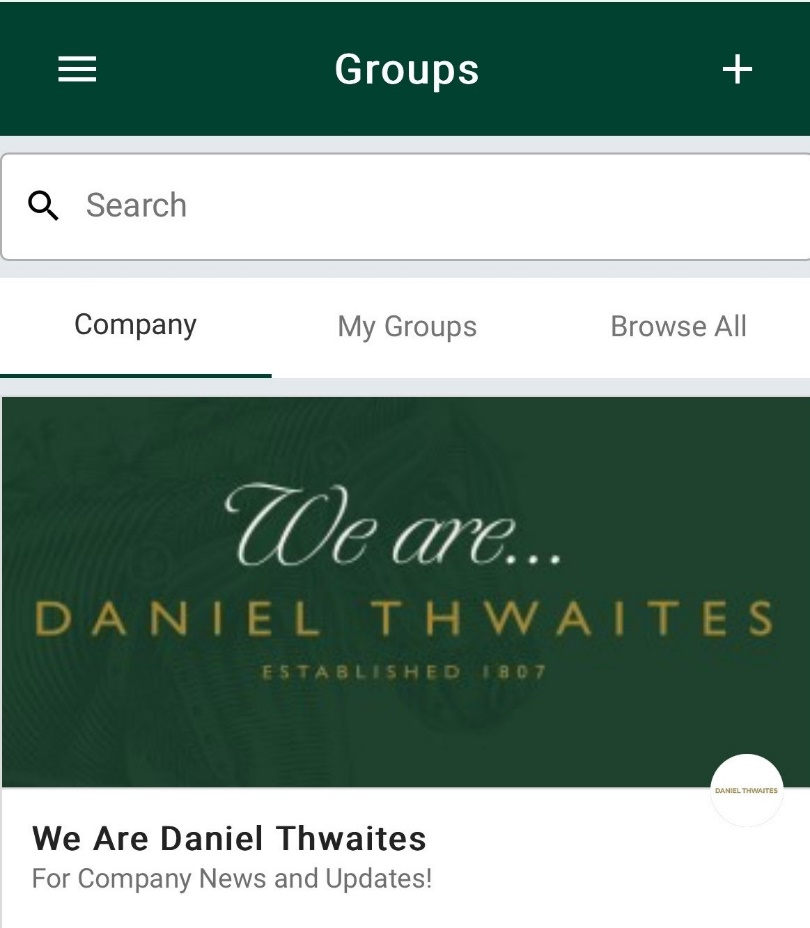 Groups
Search
Company My Groups Browse All
We are...
DANIEL THWAITES
ESTABLISHED 1807
DANIEL THWAITES
We Are Daniel Thwaites
For Company News and Updates!